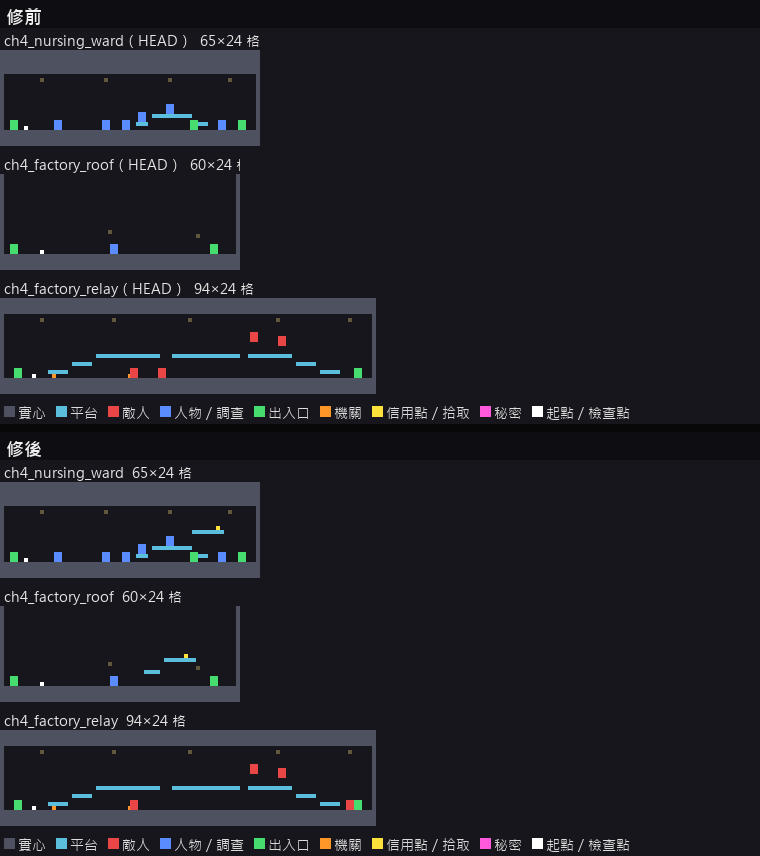 修前
ch4_nursing_ward ( HEAD ) 65×24 格
ch4_factory_roof ( HEAD ) 60×24
ch4_factory_relay ( HEAD ) 94×24 格
實心 平台 敵人 人物 / 調查 出入口 機關 信用點 / 拾取 秘密 起點 / 檢查點
修後
ch4_nursing_ward 65×24 格
ch4_factory_roof 60×24 格
ch4_factory_relay 94×24 格
實心 平台 敵人 人物 / 調查 出入口 機關 信用點 / 拾取 秘密 起點 / 檢查點